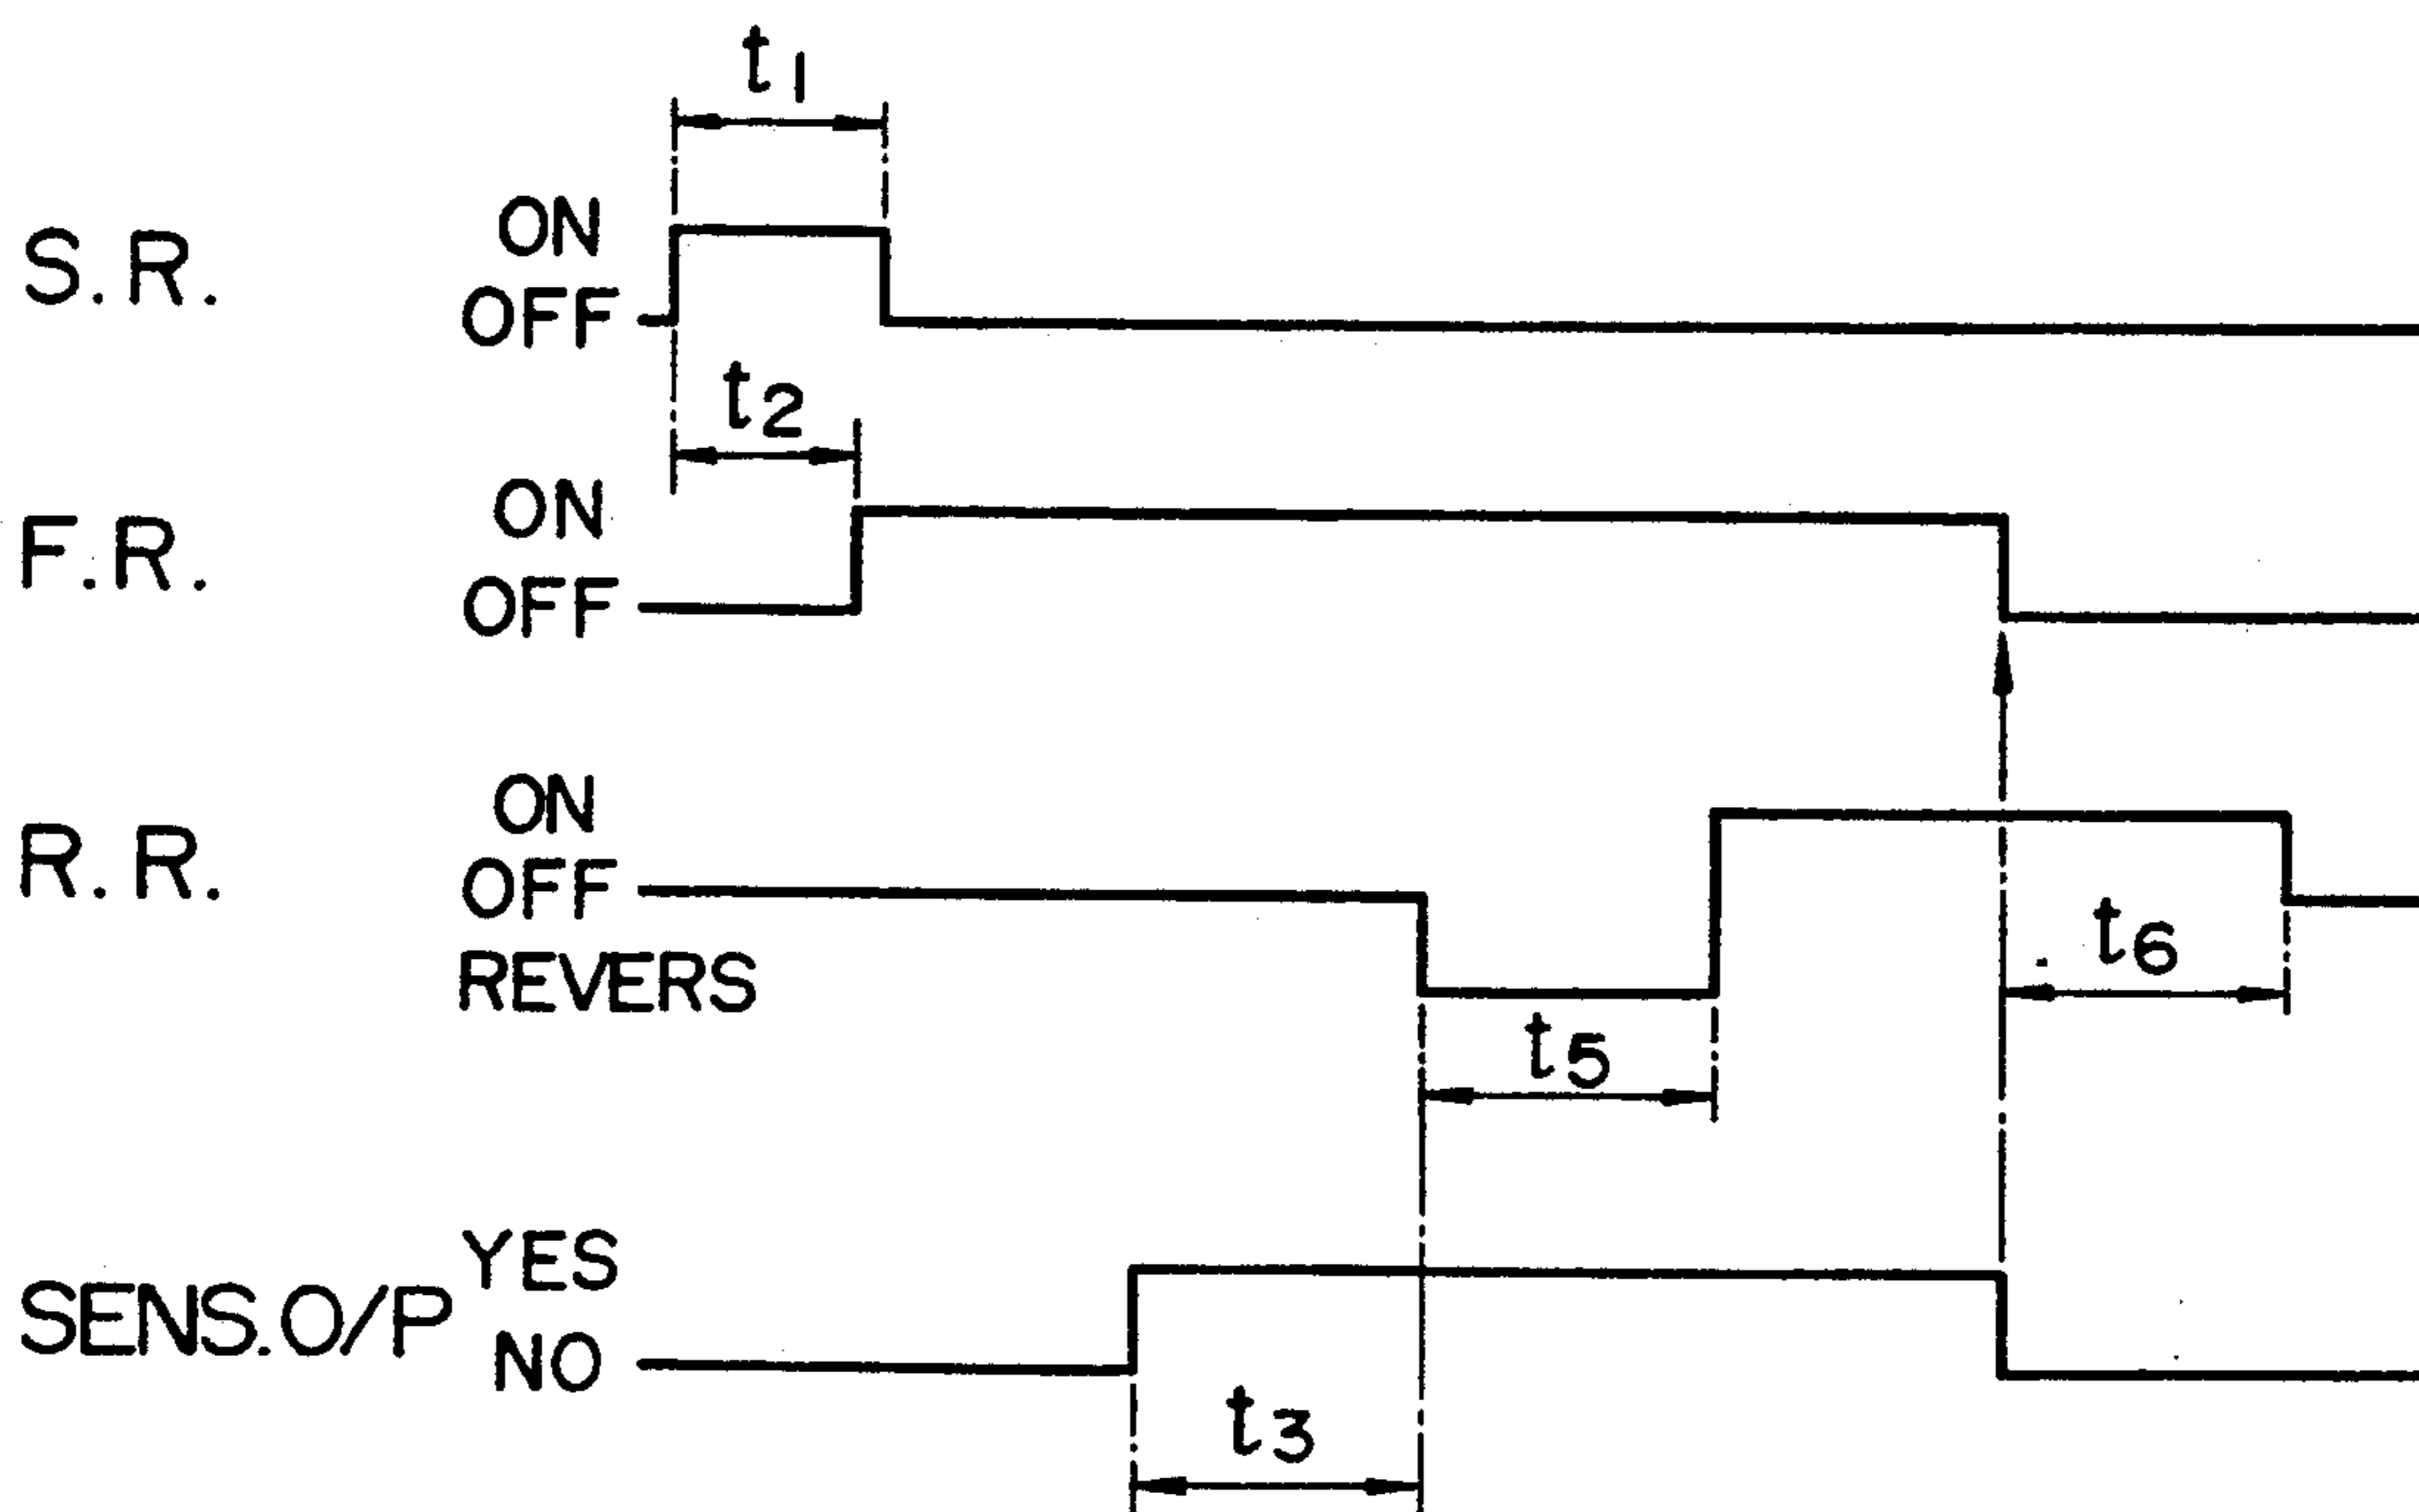 t1
S.R.
ON
OFF
t2
F.R.
ON
OFF
R.R.
ON
OFF
REVERS
t6
t5
SENS.O/P
YES
NO
t3